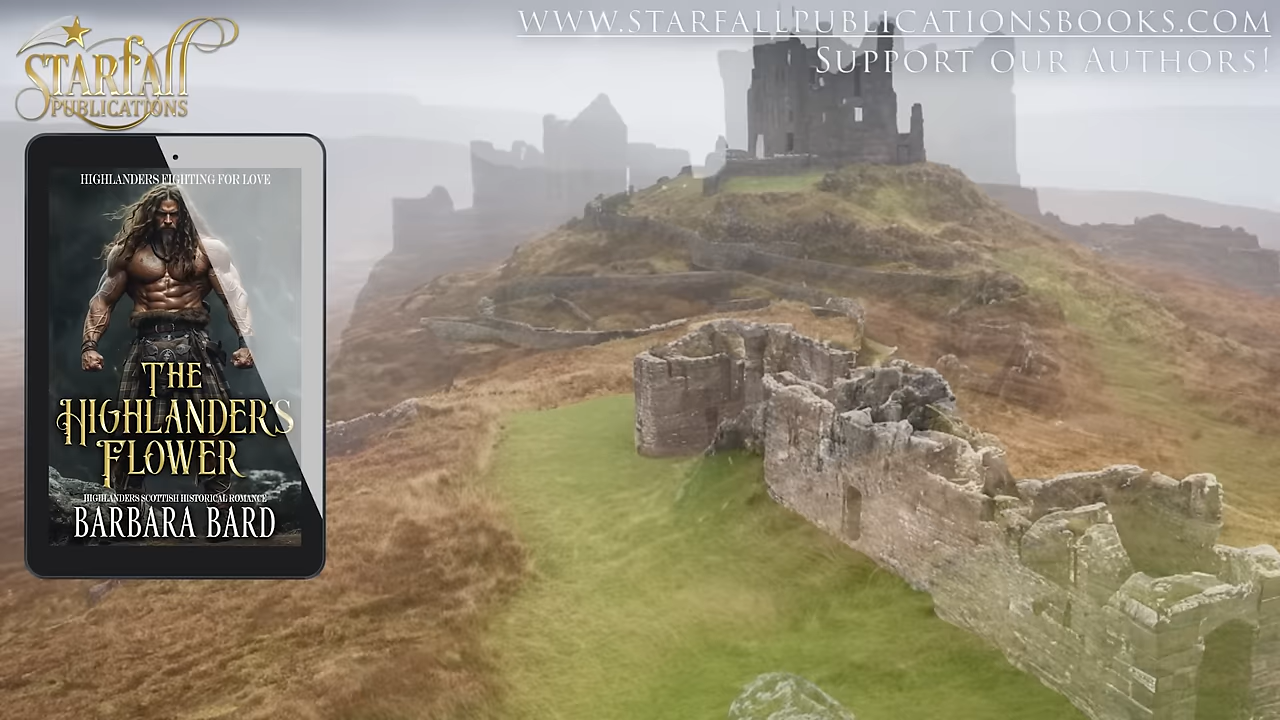 STARfall
PUBLICATIONS
WWW.STARFALLPUBLICATIONSBOOKS.COM
SUPPORT OUR AUTHORS!
HIGHLANDERS FIGHTING FOR LOVE
THE
HIGHLANDER'S
FLOWER
HIGHLANDERS SCOTTISH HISTORICAL ROMANCE
BARBARA BARD